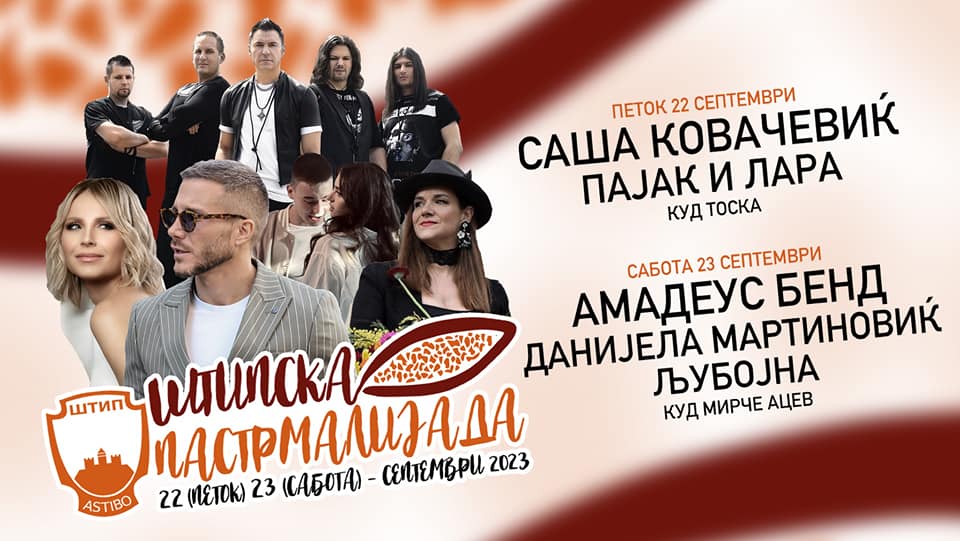 ПЕТОК 22 СЕПТЕМВРИ
САША КОВАЧЕВИЌ
ПАЈАК И ЛАРА
КУД ТОСКА
САБОТА 23 СЕПТЕМВРИ
АМАДЕУС БЕНД
ДАНИЈЕЛА МАРТИНОВИЌ
ЉУБОЈНА
КУД МИРЧЕ АЦЕВ
ШТИП
ASTIBO
ШТИПСКА
ПАСТРМАЛИЈАДА
22 (ПЕТОК) 23 (САБОТА) - СЕПТЕМВРИ 2023